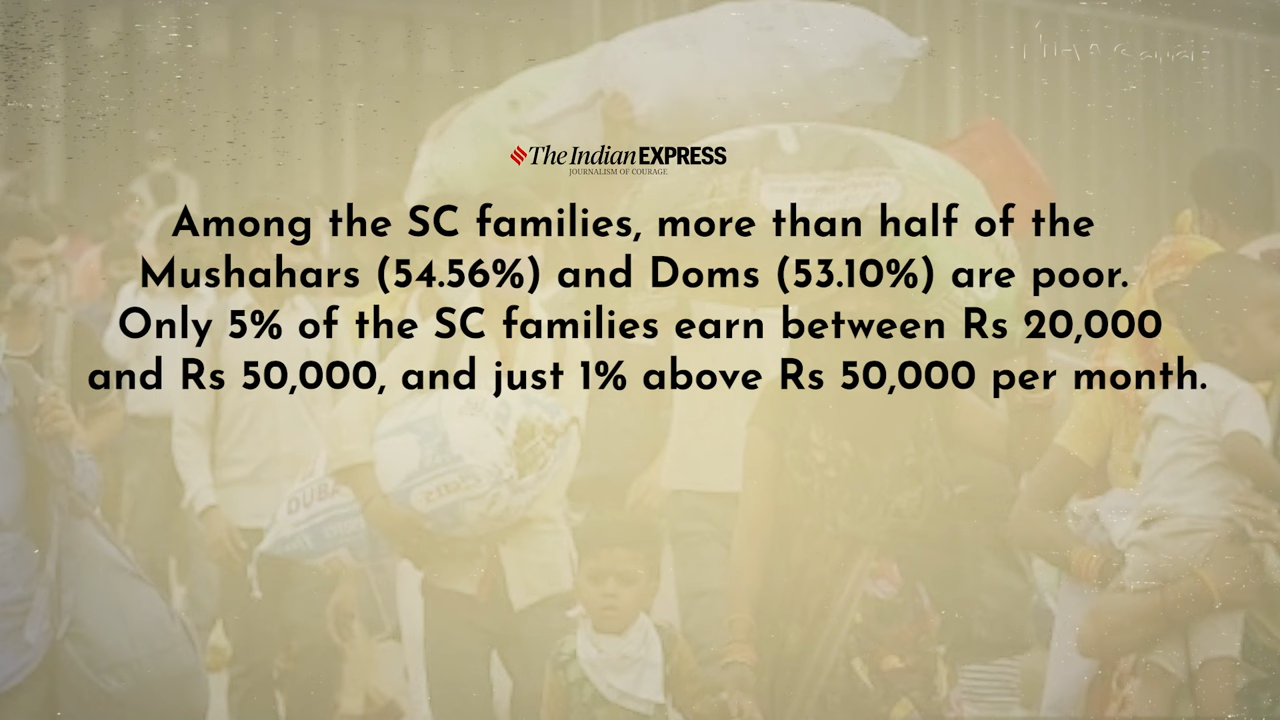 The Indian EXPRESS
JOURNALISM OF COURAGE
Among the SC families, more than half of the
Mushahars (54.56%) and Doms (53.10%) are poor.
Only 5% of the SC families earn between Rs 20,000
and Rs 50,000, and just 1% above Rs 50,000 per month.